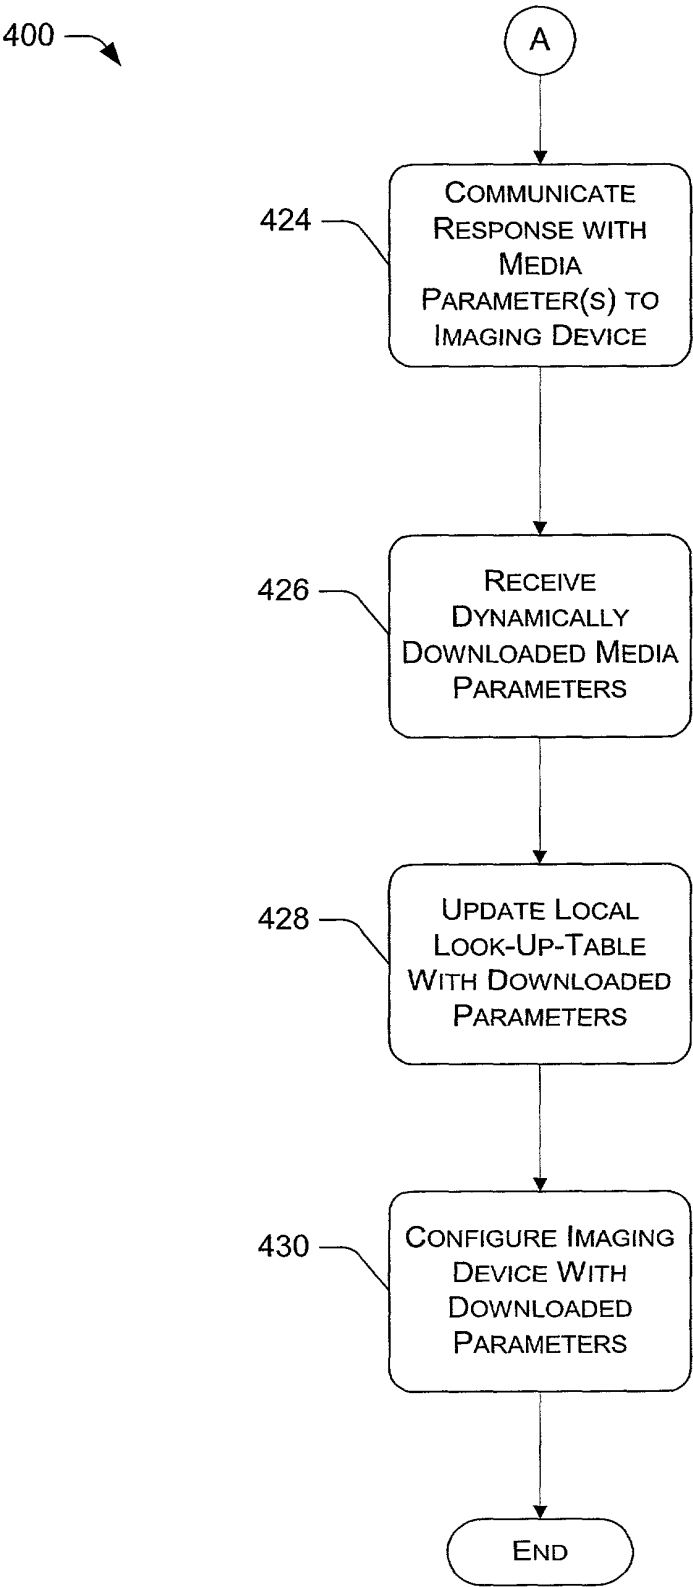 400
A
424
COMMUNICATE
RESPONSE WITH
MEDIA
PARAMETER(S) TO
IMAGING DEVICE
426
RECEIVE
DYNAMICALLY
DOWNLOADED MEDIA
PARAMETERS
428
UPDATE LOCAL
LOOK-UP-TABLE
WITH DOWNLOADED
PARAMETERS
430
CONFIGURE IMAGING
DEVICE WITH
DOWNLOADED
PARAMETERS
END